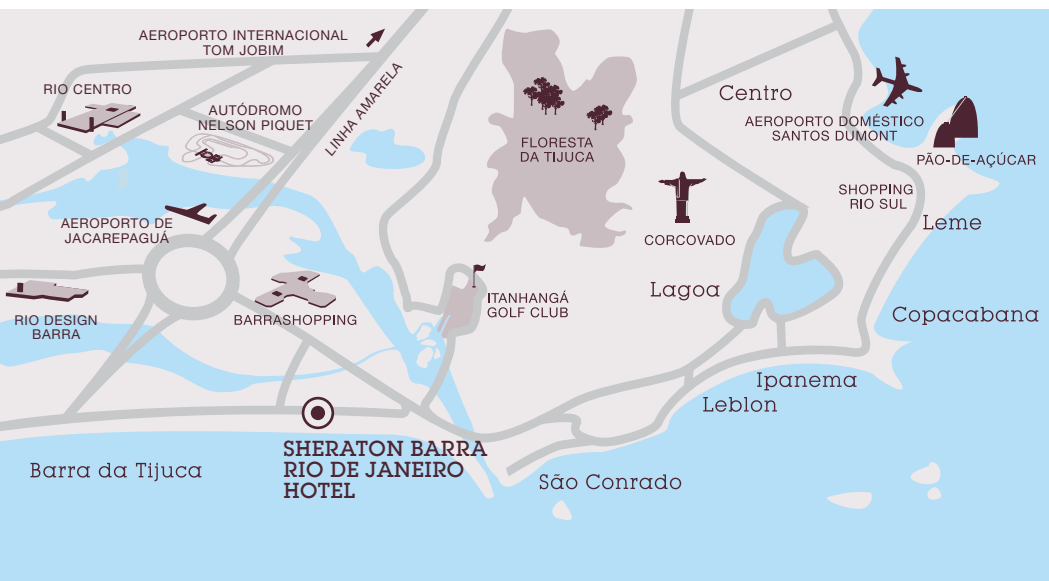 AEROPORTO INTERNACIONAL
TOM JOBIM
RIO CENTRO
AUTÓDROMO
NELSON PIQUET
LINHA AMARELA
FLORESTA
DA TIJUCA
Centro
AEROPORTO DOMÉSTICO
SANTOS DUMONT
PÃO-DE-AÇÚCAR
SHOPPING
RIO SUL
Leme
AEROPORTO DE
JACAREPAGUÁ
CORCOVADO
Lagoa
RIO DESIGN
BARRA
BARRASHOPPING
ITANHANGÁ
GOLF CLUB
Copacabana
Ipanema
Leblon
SHERATON BARRA
RIO DE JANEIRO
HOTEL
Barra da Tijuca
São Conrado